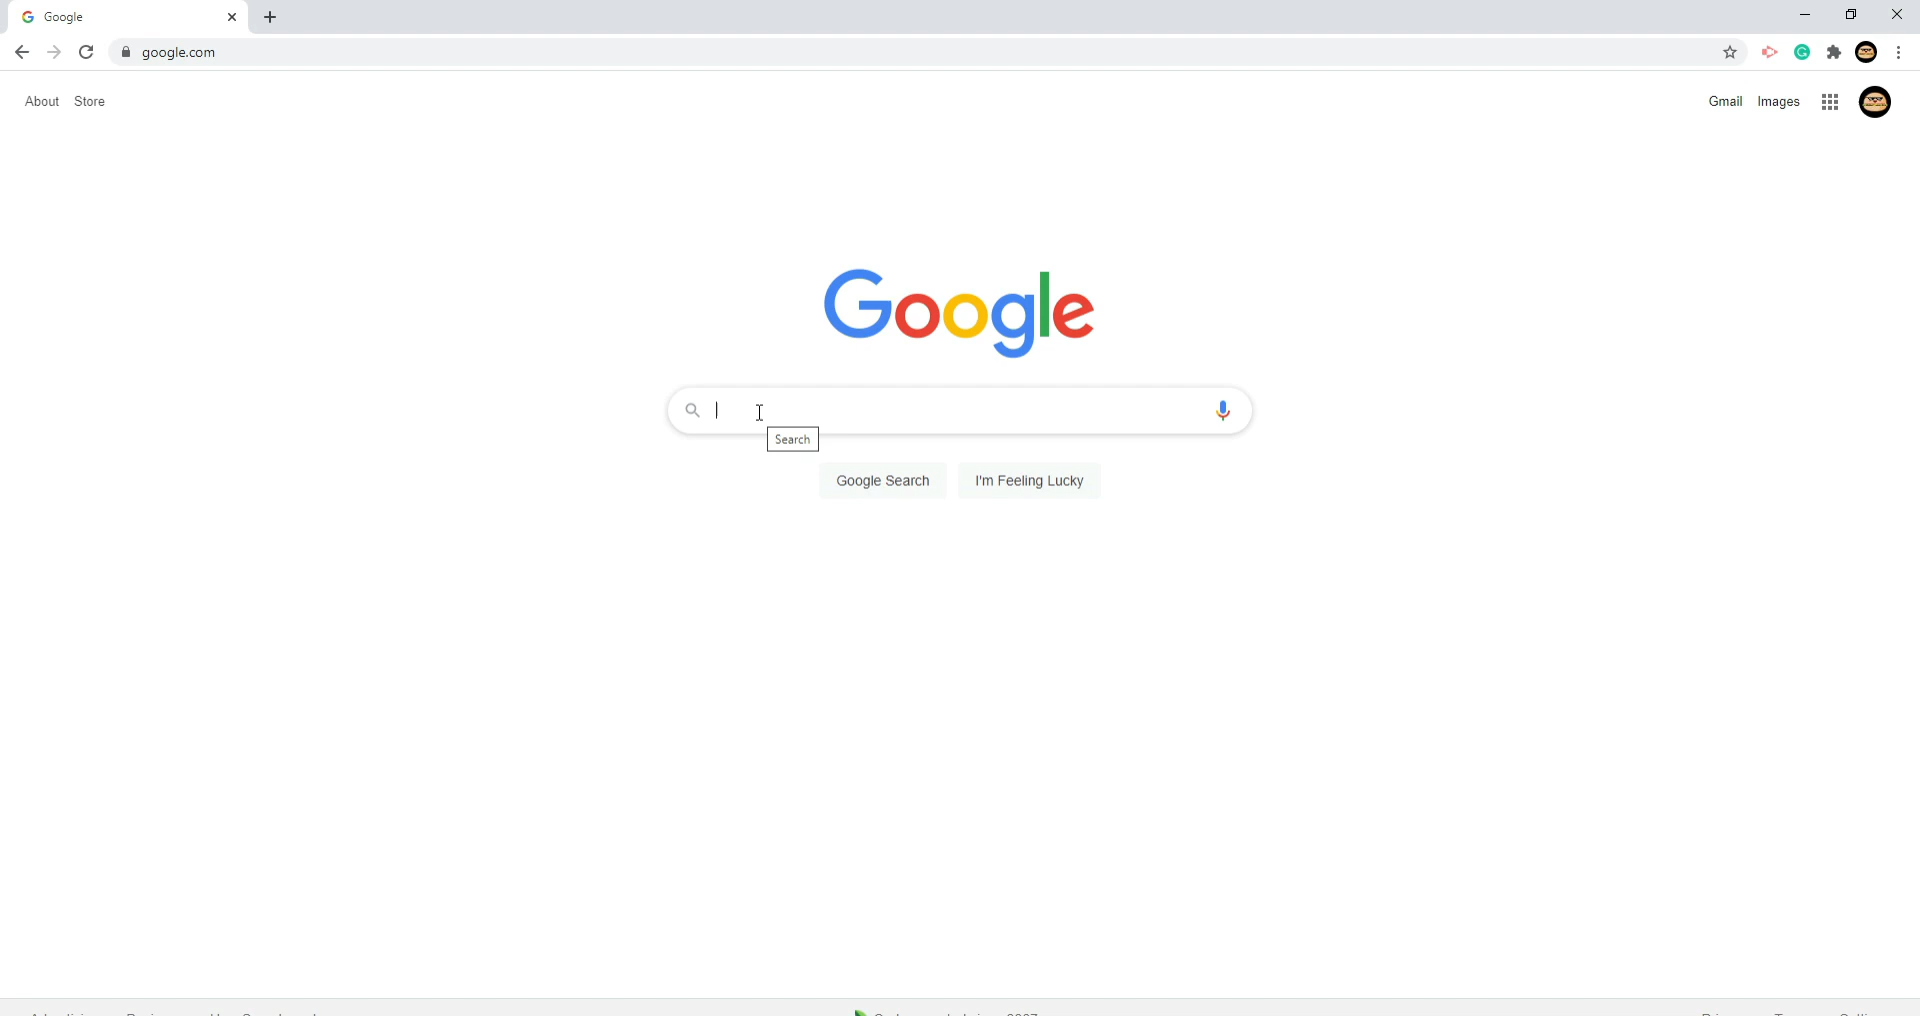 Google
google.com
About Store
Gmail Images
Google
Search
Google Search I'm Feeling Lucky